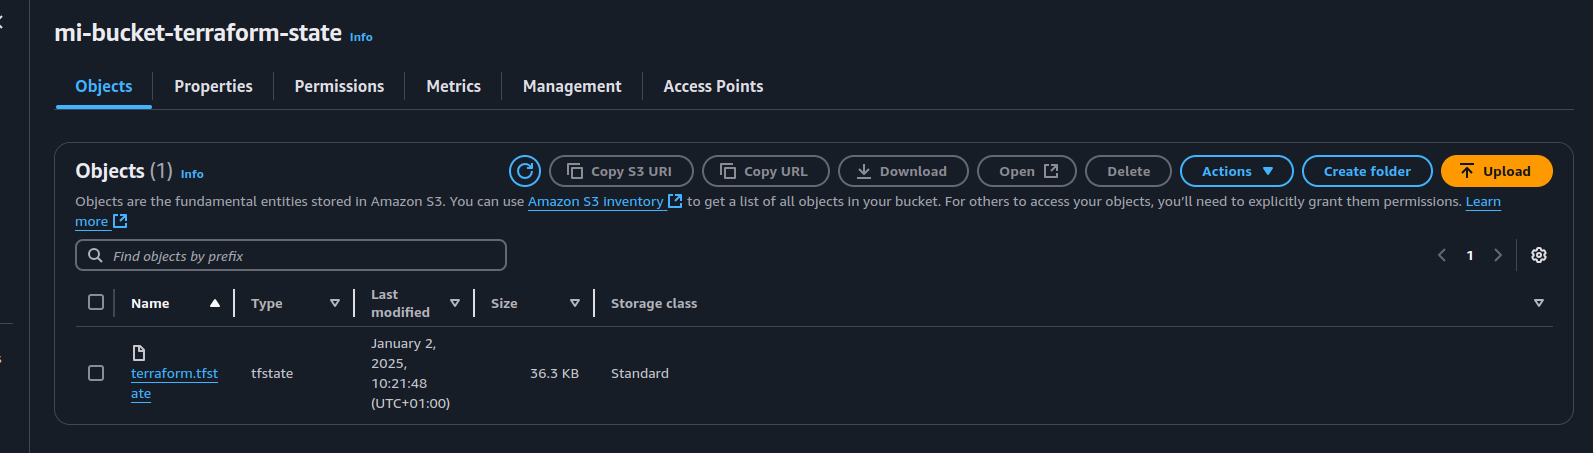 mi-bucket-terraform-state Info
Objects Properties Permissions Metrics Management Access Points
Objects (1) Info Copy S3 URI Copy URL Download Open Delete Actions Create folder Upload
Objects are the fundamental entities stored in Amazon S3. You can use Amazon S3 inventory to get a list of all objects in your bucket. For others to access your objects, you'll need to explicitly grant them permissions. Learn
more
Find objects by prefix 1
Name Type Last modified Size Storage class
terraform.tfst
ate
tfstate
January 2,
2025,
10:21:48
(UTC+01:00)
36.3 KB
Standard